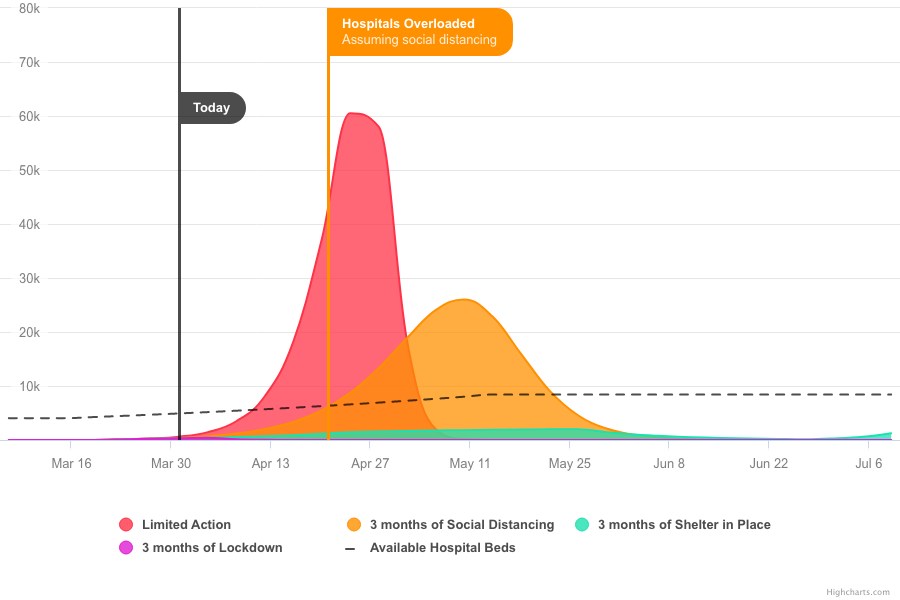 80k
Hospitals Overloaded
Assuming social distancing
70k
Today
60k
50k
40k
30k
20k
10k
Mar 16 Mar 30 Apr 13 Apr 27 May 11 May 25 Jun 8 Jun 22 Jul 6
Limited Action 3 months of Social Distancing 3 months of Shelter in Place
3 months of Lockdown Available Hospital Beds
Highcharts.com